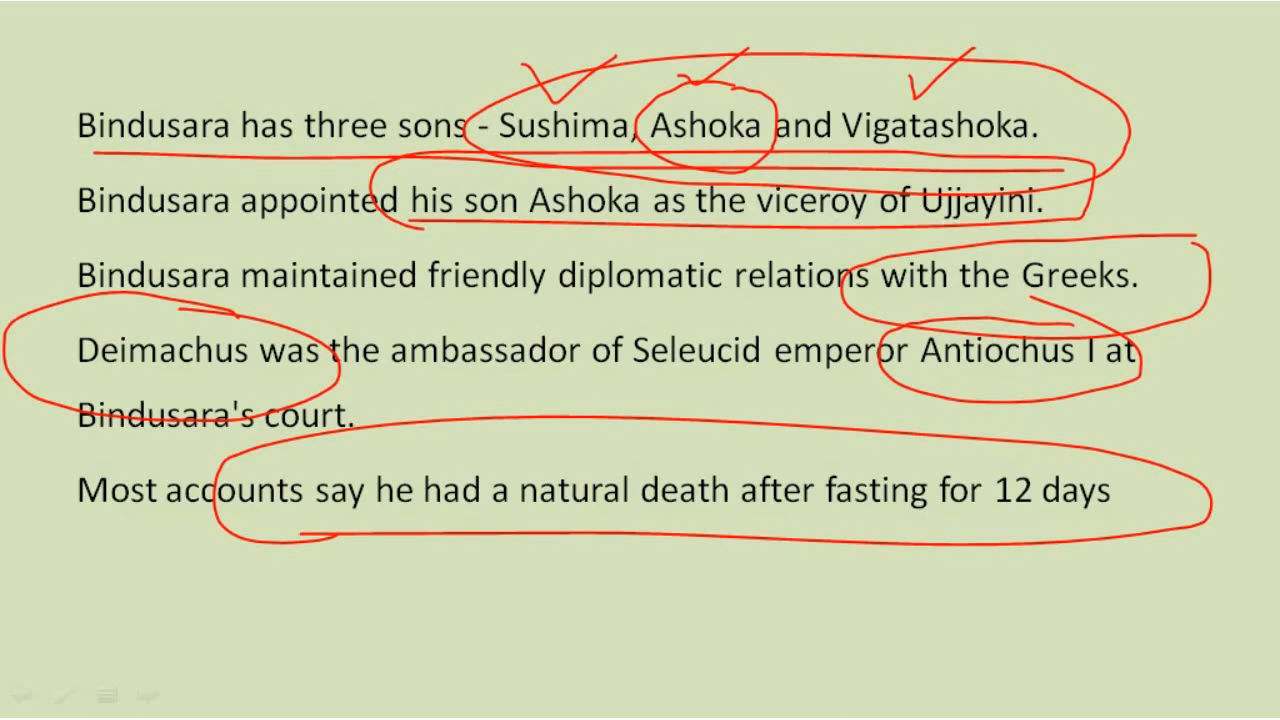 Bindusara has three sons - Sushima, Ashoka and Vigatashoka.
Bindusara appointed his son Ashoka as the viceroy of Ujjayini.
Bindusara maintained friendly diplomatic relations with the Greeks.
Deimachus was the ambassador of Seleucid emperor Antiochus I at
Bindusara's court.
Most accounts say he had a natural death after fasting for 12 days